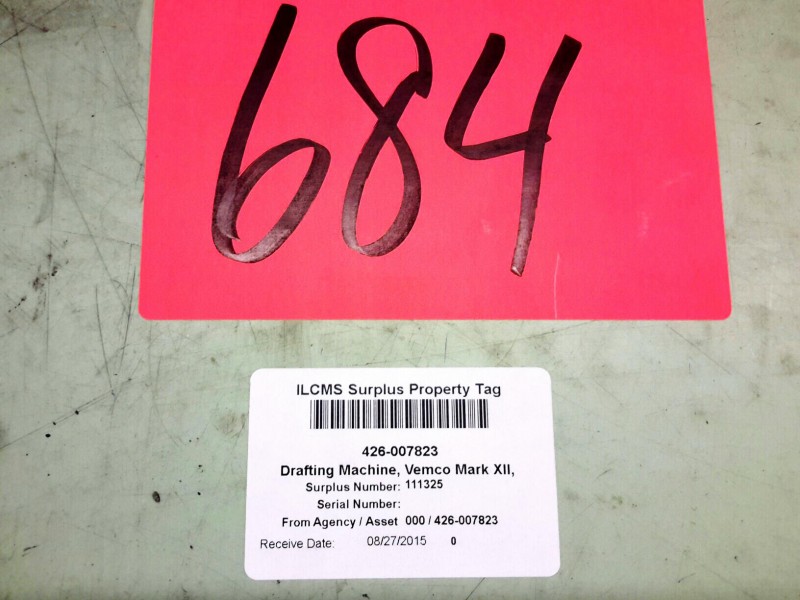 684
ILCMS Surplus Property Tag
426-007823
Drafting Machine, Vemco Mark XII,
Surplus Number: 111325
Serial Number:
From Agency / Asset 000 / 426-007823
Receive Date: 08/27/2015 0